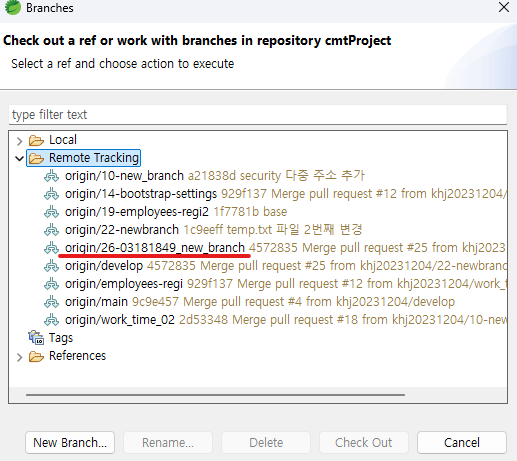 Branches
Check out a ref or work with branches in repository cmtProject
Select a ref and choose action to execute
type filter text
Local
Remote Tracking
origin/10-new_branch a21838d security 다중 주소 추가
origin/14-bootstrap-settings 929f137 Merge pull request #12 from khj20231204/
origin/19-employees-regi2 1f7781b base
origin/22-newbranch 1c9eeff temp.txt 파일 2번째 변경
origin/26-03181849_new_branch 4572835 Merge pull request #25 from khj2023
origin/develop 4572835 Merge pull request #25 from khj20231204/22-newbranch
origin/employees-regi 929f137 Merge pull request #12 from khj20231204/work_t
origin/main 9c9e457 Merge pull request #4 from khj20231204/develop
origin/work_time_02 2d53348 Merge pull request #18 from khj20231204/10-new
Tags
References
New Branch...
Rename...
Delete
Check Out
Cancel